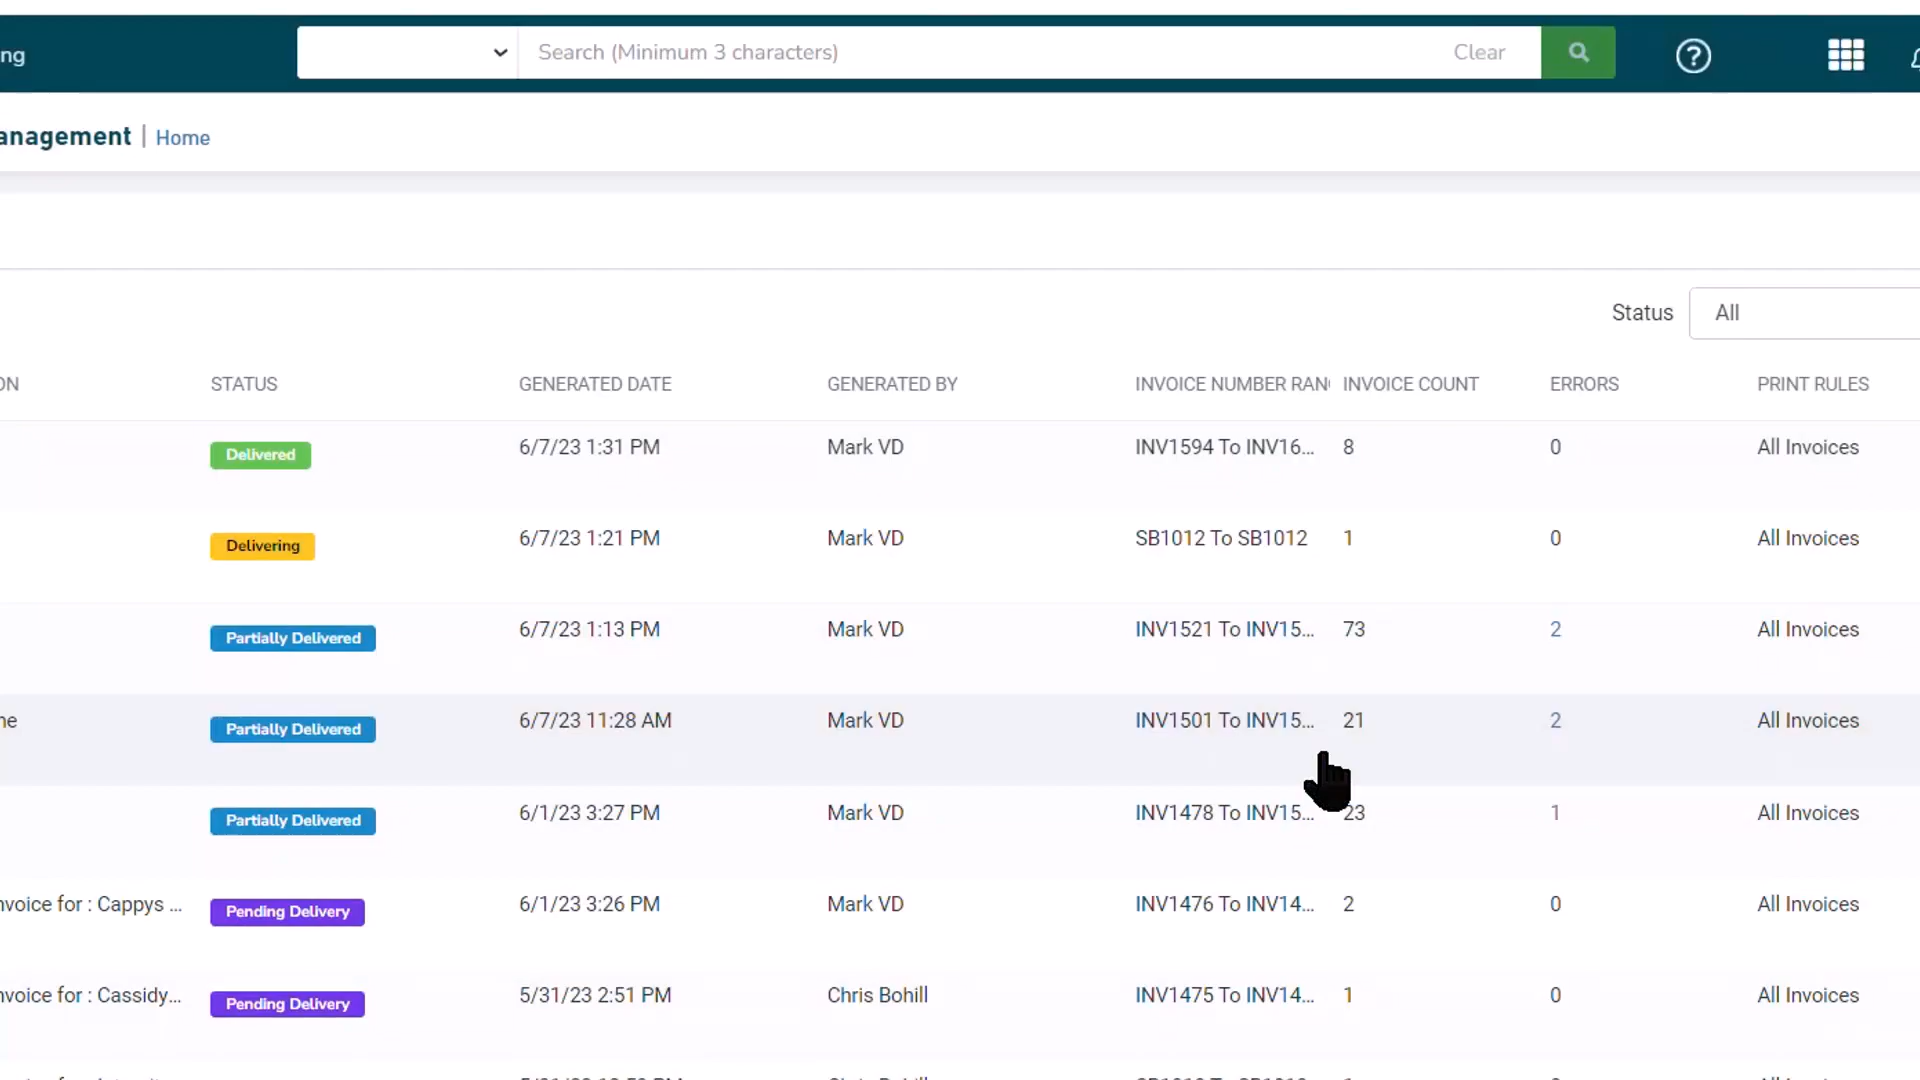 ng Search (Minimum 3 characters) Clear ?
anagement | Home
Status All
ON STATUS GENERATED DATE GENERATED BY INVOICE NUMBER RAN INVOICE COUNT ERRORS PRINT RULES
Delivered 6/7/23 1:31 PM Mark VD INV1594 To INV16... 8 0 All Invoices
Delivering 6/7/23 1:21 PM Mark VD SB1012 To SB1012 1 0 All Invoices
Partially Delivered 6/7/23 1:13 PM Mark VD INV1521 To INV15... 73 2 All Invoices
ne Partially Delivered 6/7/23 11:28 AM Mark VD INV1501 To INV15... 21 2 All Invoices
Partially Delivered 6/1/23 3:27 PM Mark VD INV1478 To INV15... 23 1 All Invoices
nvoice for : Cappys ... Pending Delivery 6/1/23 3:26 PM Mark VD INV1476 To INV14... 2 0 All Invoices
nvoice for : Cassidy... Pending Delivery 5/31/23 2:51 PM Chris Bohill INV1475 To INV14... 1 0 All Invoices